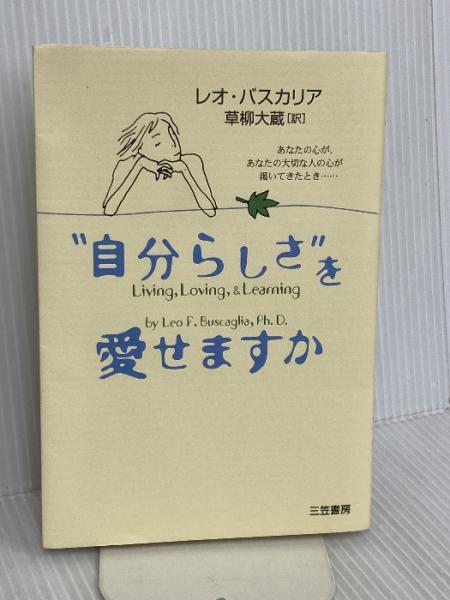 レオ・バスカリア
草柳大蔵[訳]
あなたの心が、
あなたの大切な人の心が
渇いてきたとき……
"自分らしさ"を
Living, Loving, & Learning
by Leo F. Buscaglia, Ph. D.
愛せますか
三笠書房